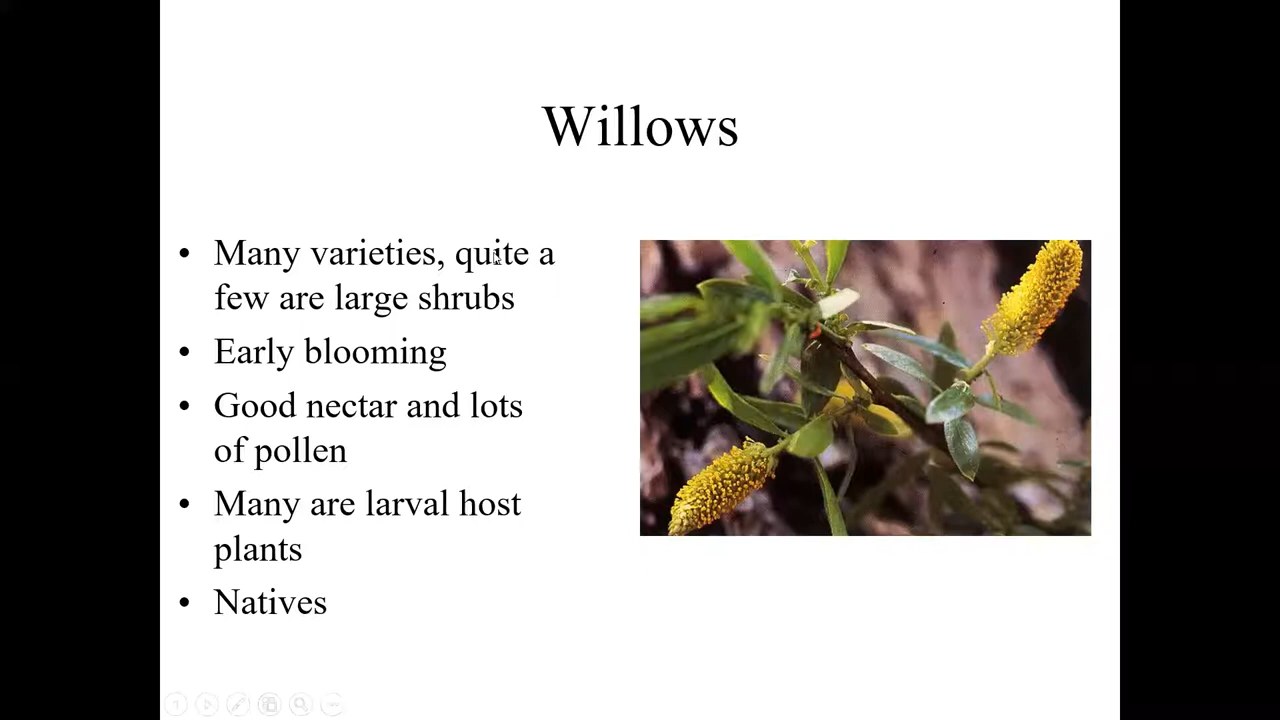 Willows
• Many varieties, quite a
few are large shrubs
• Early blooming
• Good nectar and lots
of pollen
• Many are larval host
plants
• Natives